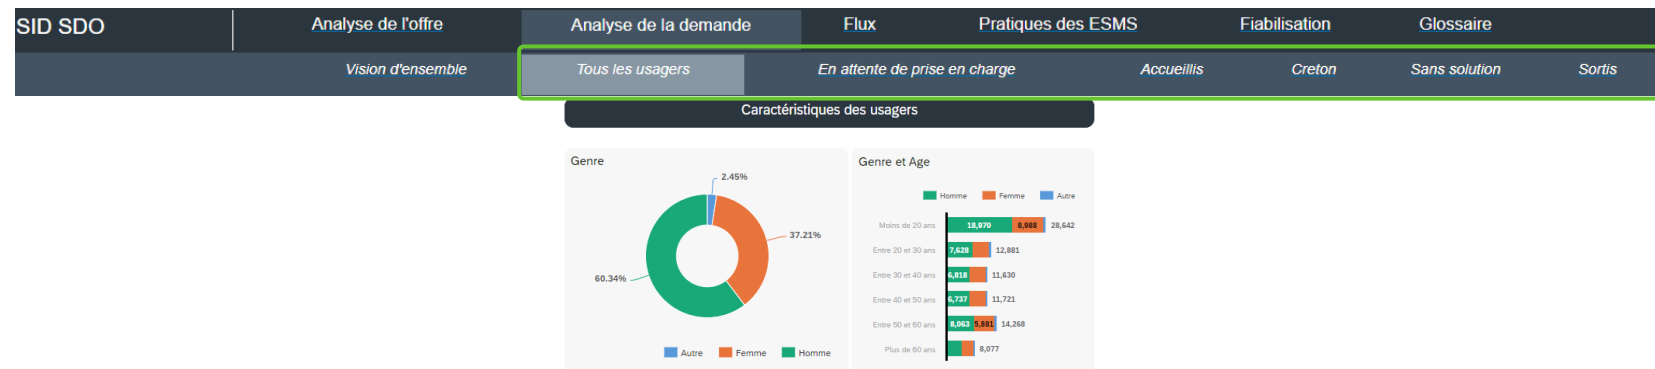 SID SDO Analyse de l'offre Analyse de la demande Flux Pratiques des ESMS Fiabilisation Glossaire
Vision d'ensemble Tous les usagers En attente de prise en charge Accueillis Creton Sans solution Sortis
Caractéristiques des usagers
Genre
2.45%
37.21%
60.34%
Autre Femme Homme
Genre et Age
Homme Femme Autre
Moins de 20 ans 18,970 8,988 28,642
Entre 20 et 30 ans 7,628 12,881
Entre 30 et 40 ans 6,818 11,630
Entre 40 et 50 ans 6,737 11,721
Entre 50 et 60 ans 8,063 5,881 14,268
Plus de 60 ans 8,077